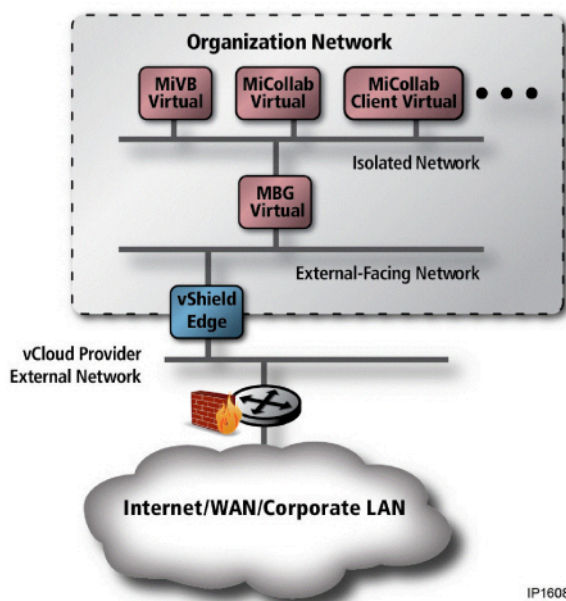 Organization Network
MiVB
Virtual
MiCollab
Virtual
MiCollab
Client Virtual
Isolated Network
MBG
Virtual
External-Facing Network
vShield
Edge
vCloud Provider
External Network
Internet/WAN/Corporate LAN
IP1608